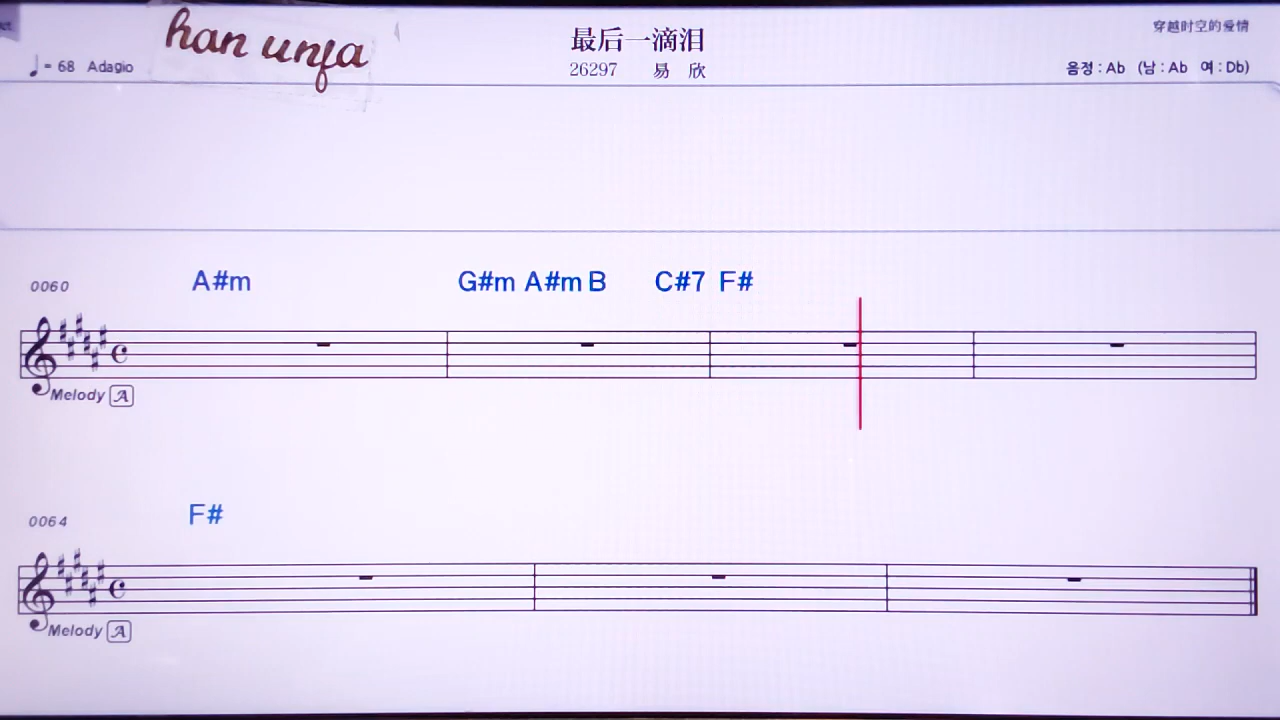 han unfa
最后一滴泪
穿越时空的爱情
♩= 68 Adagio
26297 易 欣
음정 : Ab (남 : Ab 여 : Db)
A#m G#m A#m B C#7 F#
0060
Melody A
F#
0064
Melody A